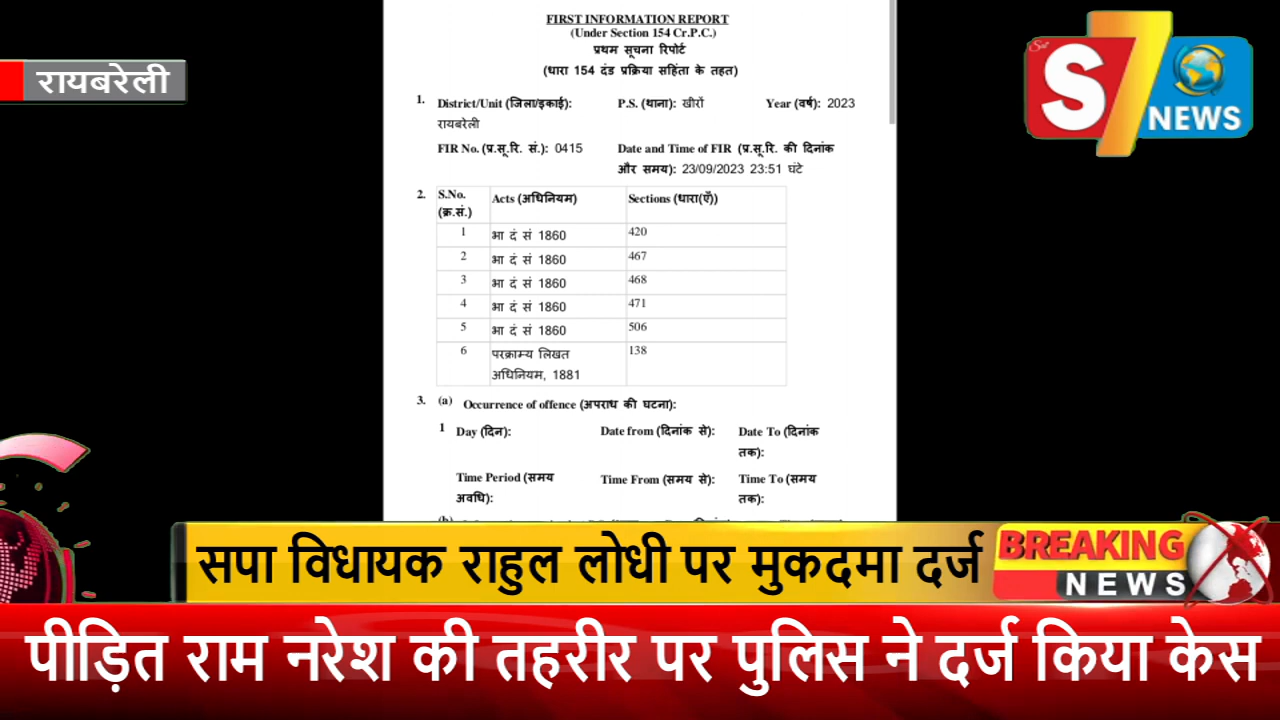 FIRST INFORMATION REPORT
(Under Section 154 Cr.P.C.)
प्रथम सूचना रिपोर्ट
(धारा 154 दंड प्रक्रिया संहिता के तहत)
रायबरेली
Sat
S7
NEWS
1. District/Unit (जिला/इकाई): P.S. (थाना): खीरों Year (वर्ष): 2023
रायबरेली
FIR No. (प्र.सू.रि. सं.): 0415 Date and Time of FIR (प्र.सू.रि. की दिनांक
और समय): 23/09/2023 23:51 घंटे
2. S.No. Acts (अधिनियम) Sections (धारा(एँ))
(क्र.सं.)
1 भा दं सं 1860 420
2 भा दं सं 1860 467
3 भा दं सं 1860 468
4 भा दं सं 1860 471
5 भा दं सं 1860 506
6 परक्राम्य लिखत 138
अधिनियम, 1881
3. (a) Occurrence of offence (अपराध की घटना):
1 Day (दिन): Date from (दिनांक से): Date To (दिनांक
तक):
Time Period (समय Time From (समय से): Time To (समय
अवधि): तक):
सपा विधायक राहुल लोधी पर मुकदमा दर्ज
BREAKING
NEWS
पीड़ित राम नरेश की तहरीर पर पुलिस ने दर्ज किया केस